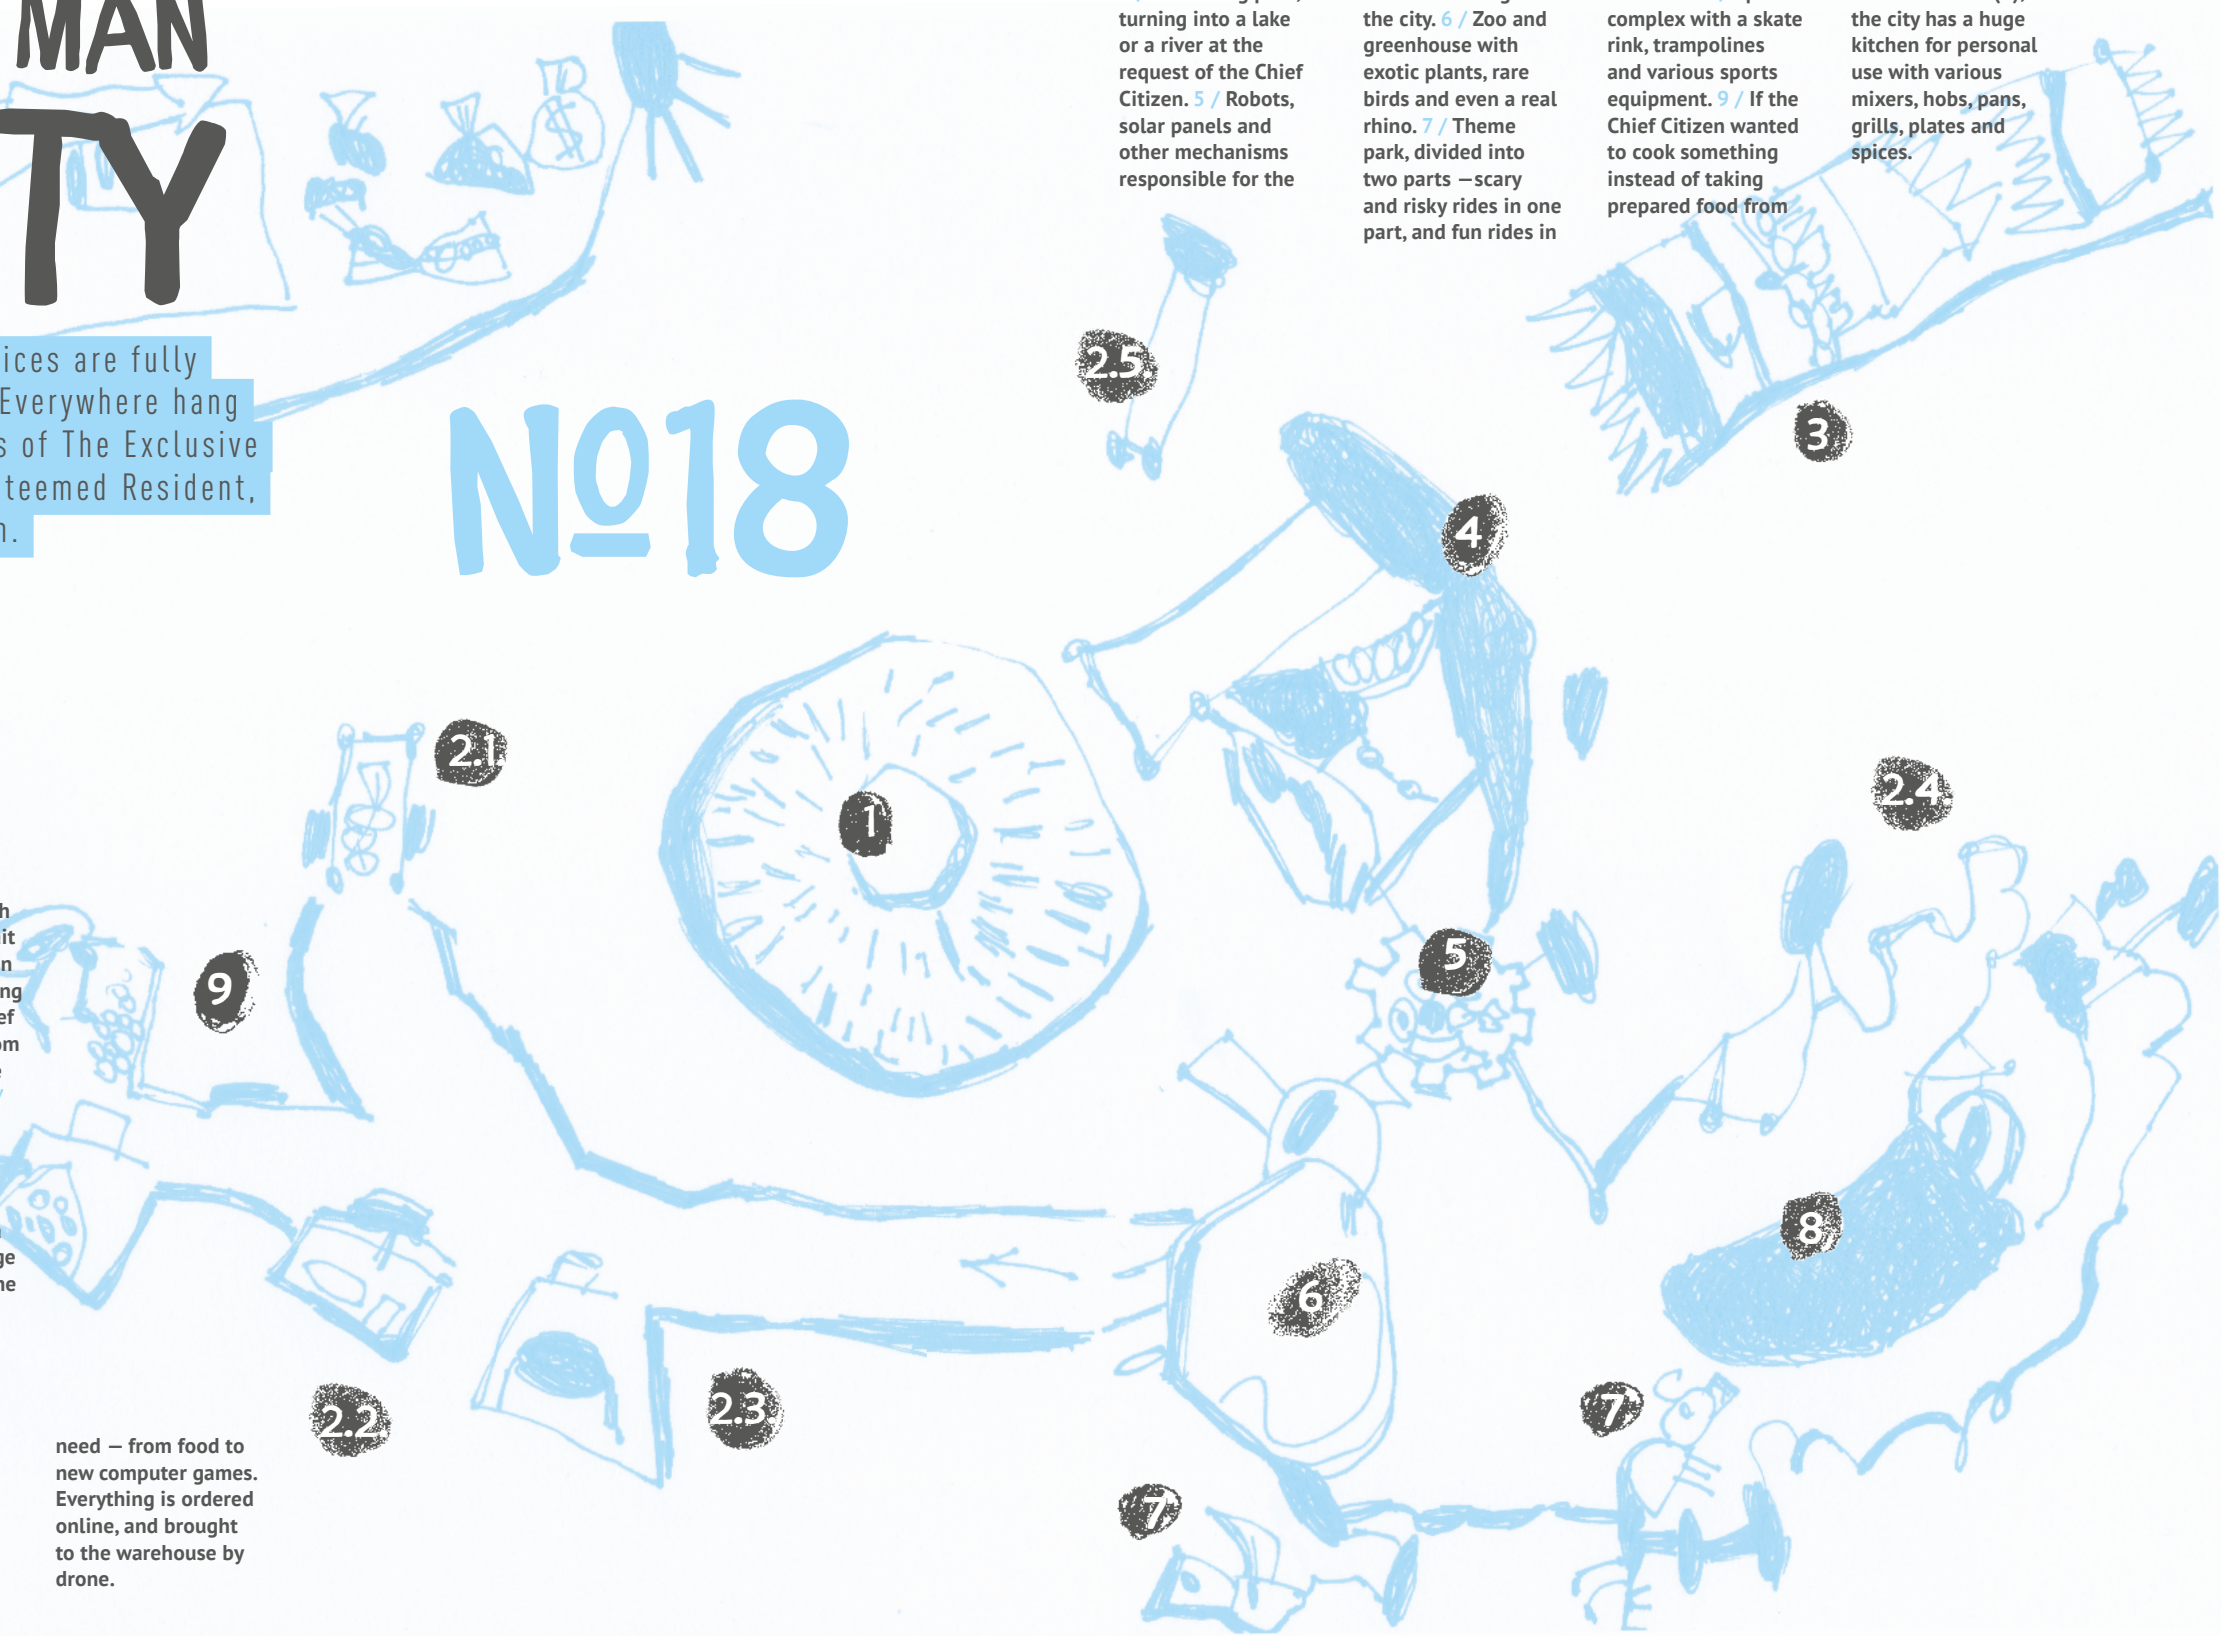 MAN
TY
ices are fully
Everywhere hang
s of The Exclusive
teemed Resident,
n.
№18
turning into a lake
or a river at the
request of the Chief
Citizen. 5 / Robots,
solar panels and
other mechanisms
responsible for the
the city. 6 / Zoo and
greenhouse with
exotic plants, rare
birds and even a real
rhino. 7 / Theme
park, divided into
two parts — scary
and risky rides in one
part, and fun rides in
complex with a skate
rink, trampolines
and various sports
equipment. 9 / If the
Chief Citizen wanted
to cook something
instead of taking
prepared food from
the city has a huge
kitchen for personal
use with various
mixers, hobs, pans,
grills, plates and
spices.
2.5.
3
4
2.1.
1
2.4.
5
9
8
6
2.2.
2.3.
7
7
h
it
n
ng
ef
om
ge
ne
need — from food to
new computer games.
Everything is ordered
online, and brought
to the warehouse by
drone.